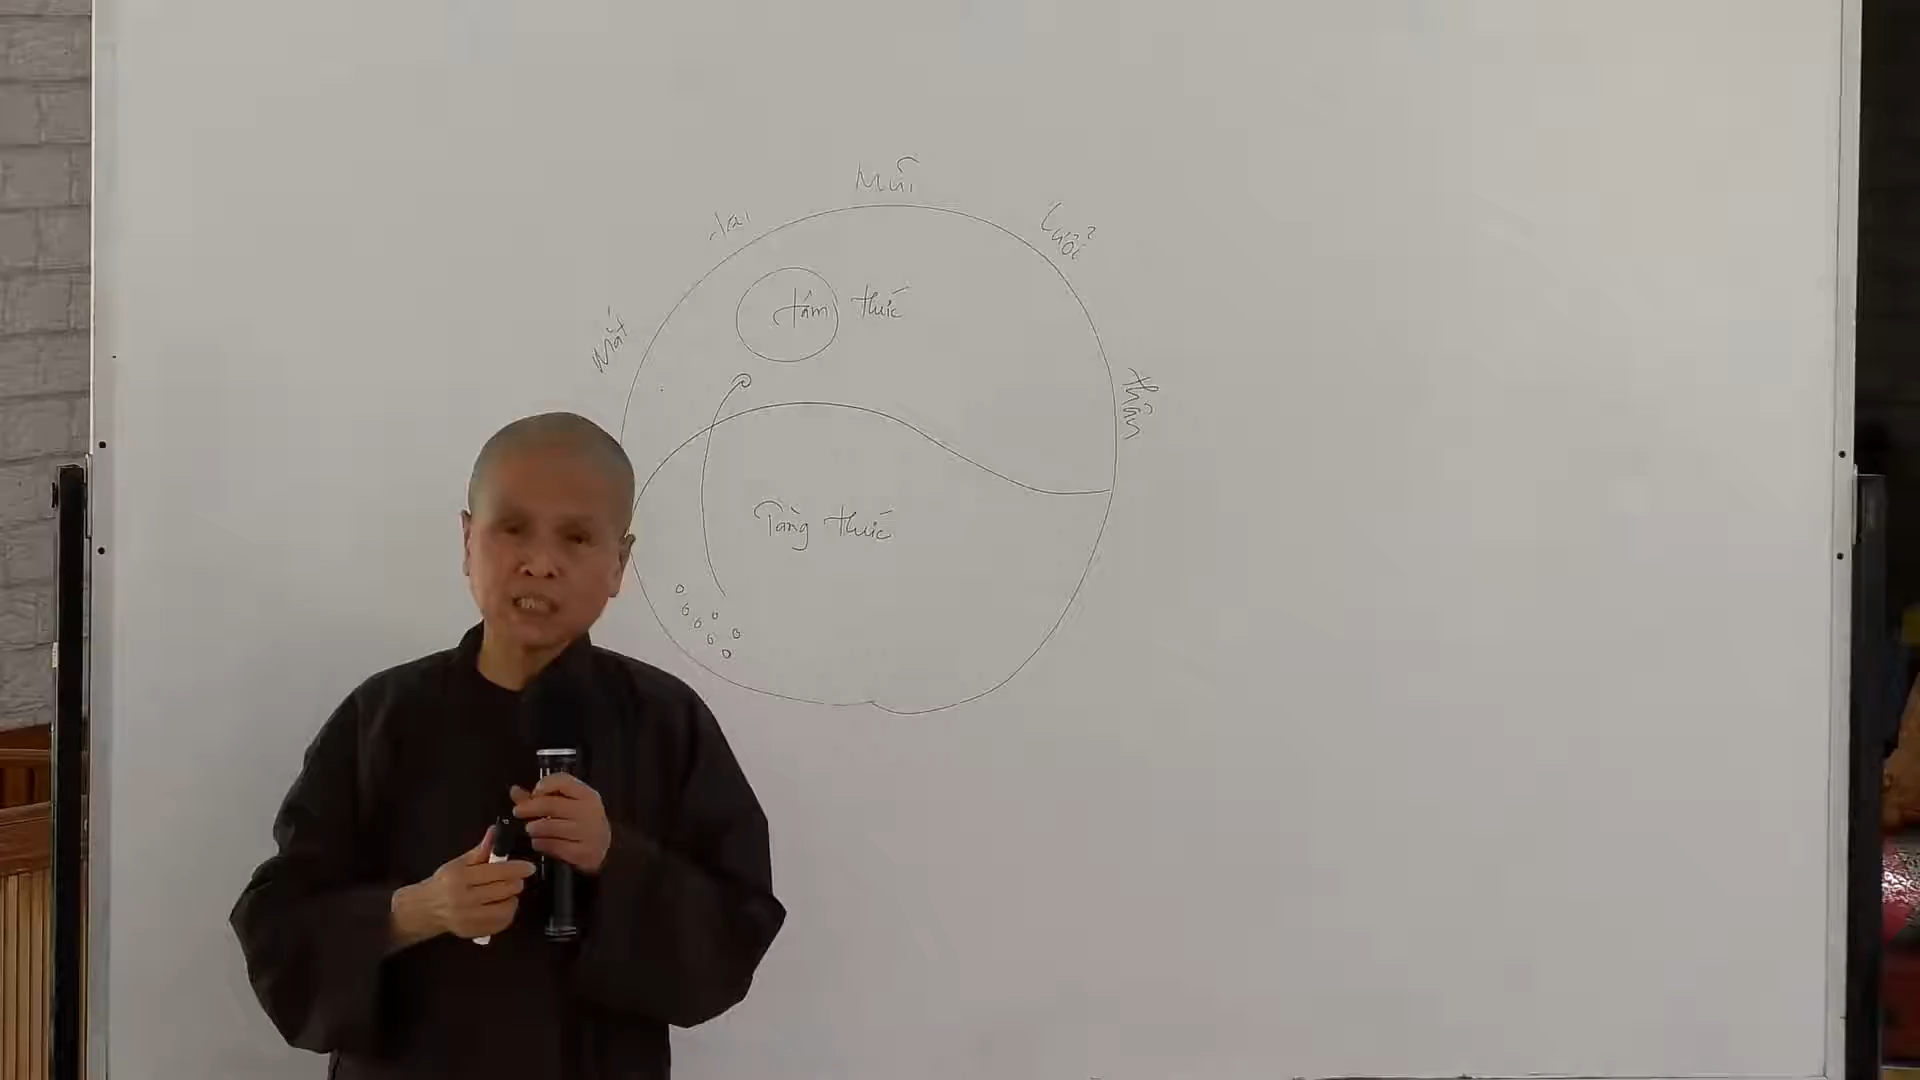 Mũi
Tai
Lưỡi
Mắt
Tâm thức
Thân
Tàng thức